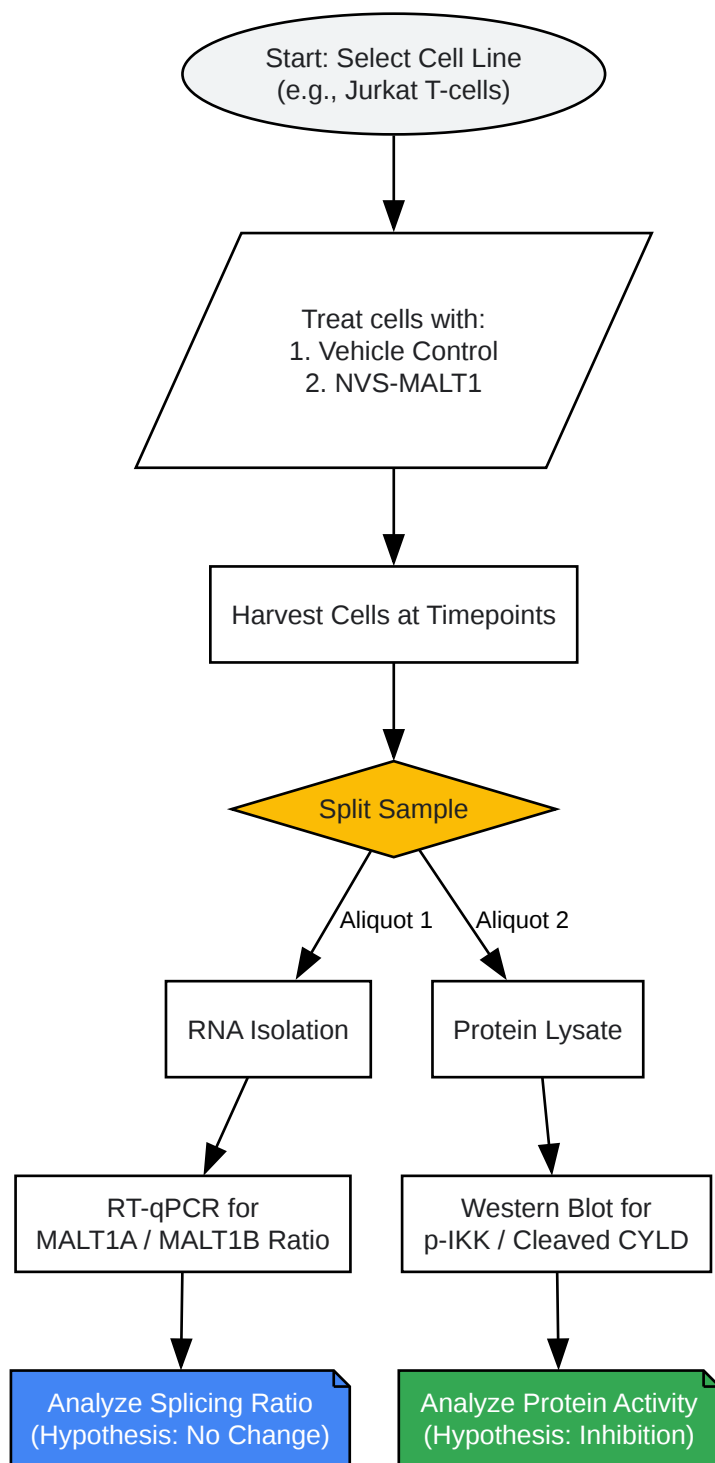 Start: Select Cell Line
(e.g., Jurkat T-cells)
Treat cells with:
1. Vehicle Control
2. NVS-MALT1
Harvest Cells at Timepoints
Split Sample
Aliquot 1
Aliquot 2
RNA Isolation
Protein Lysate
RT-qPCR for
MALT1A / MALT1B Ratio
Western Blot for
p-IKK / Cleaved CYLD
Analyze Splicing Ratio
(Hypothesis: No Change)
Analyze Protein Activity
(Hypothesis: Inhibition)